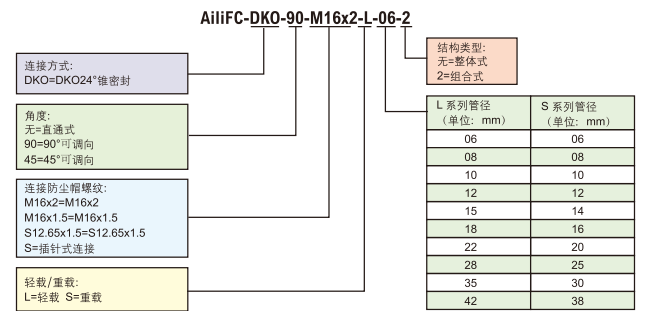 AiliFC-DKO-90-M16x2-L-06-2
连接方式:
DKO=DKO24°锥密封
角度:
无=直通式
90=90°可调向
45=45°可调向
连接防尘帽螺纹:
M16x2=M16x2
M16x1.5=M16x1.5
S12.65x1.5=S12.65x1.5
S=插针式连接
轻载/重载:
L=轻载 S=重载
结构类型:
无=整体式
2=组合式
L 系列管径 S 系列管径
（单位: mm） （单位: mm）
06 06
08 08
10 10
12 12
15 14
18 16
22 20
28 25
35 30
42 38